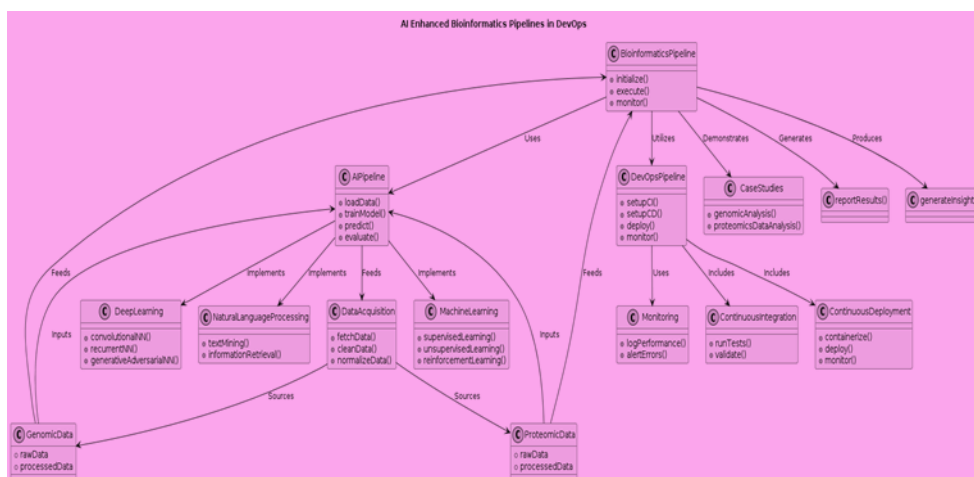 AI Enhanced Bioinformatics Pipelines in DevOps
C BioinformaticsPipeline
initialize()
execute()
monitor()
Uses
Utilizes
Demonstrates
Generates
Produces
C AIPipeline
loadData()
trainModel()
predict()
evaluate()
C DevOpsPipeline
setupCI()
setupCD()
deploy()
monitor()
C CaseStudies
genomicAnalysis()
proteomicsDataAnalysis()
C reportResults()
C generateInsight
Feeds
Implements
Implements
Feeds
Implements
Feeds
Uses
Includes
Includes
Inputs
Inputs
C DeepLearning
convolutionalNN()
recurrentNN()
generativeAdversarialNN()
C NaturalLanguageProcessing
textMining()
informationRetrieval()
C DataAcquisition
fetchData()
cleanData()
normalizeData()
C MachineLearning
supervisedLearning()
unsupervisedLearning()
reinforcementLearning()
C Monitoring
logPerformance()
alertErrors()
C ContinuousIntegration
runTests()
validate()
C ContinuousDeployment
containerize()
deploy()
monitor()
Sources
Sources
C GenomicData
rawData
processedData
C ProteomicData
rawData
processedData